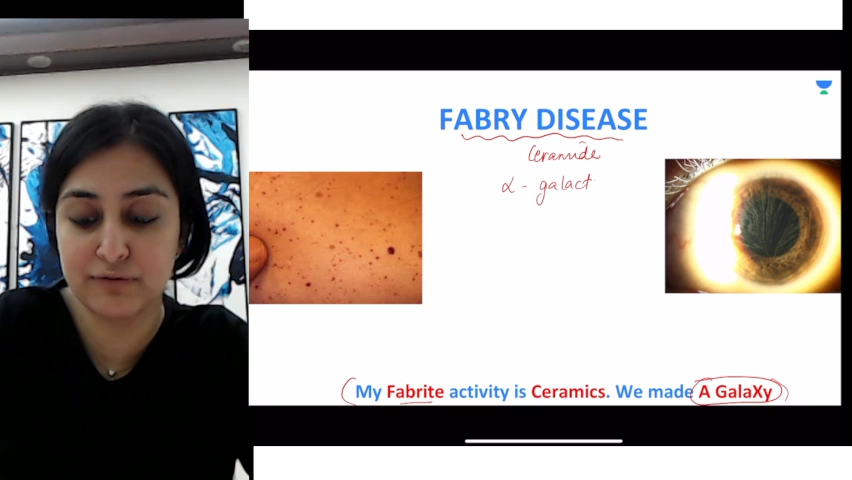 FABRY DISEASE
Ceramide
α - galact
My Fabrite activity is Ceramics. We made A GalaXy